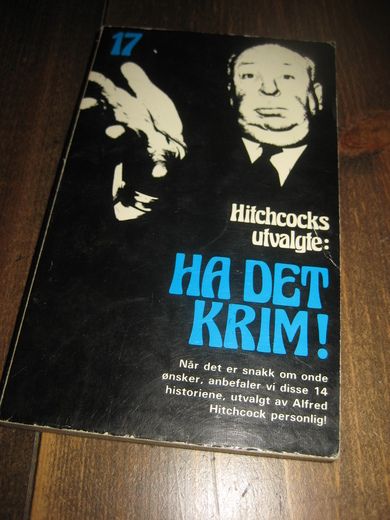 17
Hitchcocks
utvalgte:
HA DET
KRIM!
Når det er snakk om onde
ønsker, anbefaler vi disse 14
historiene, utvalgt av Alfred
Hitchcock personlig!